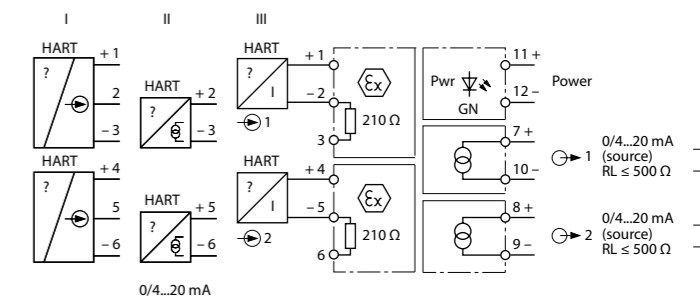 I II III
HART HART
? + 1 ? + 1 11 +
HART
2 ? + 2 I – 2 Ex Pwr Power
12 –
– 3 – 3 1 210 Ω GN
3
HART HART 7 + 0/4...20 mA
? + 4 ? + 4 1 (source)
10 – RL ≤ 500 Ω
HART
5 ? + 5 I – 5 Ex
8 + 0/4...20 mA
– 6 – 6 2 210 Ω 2 (source)
6 9 – RL ≤ 500 Ω
0/4...20 mA